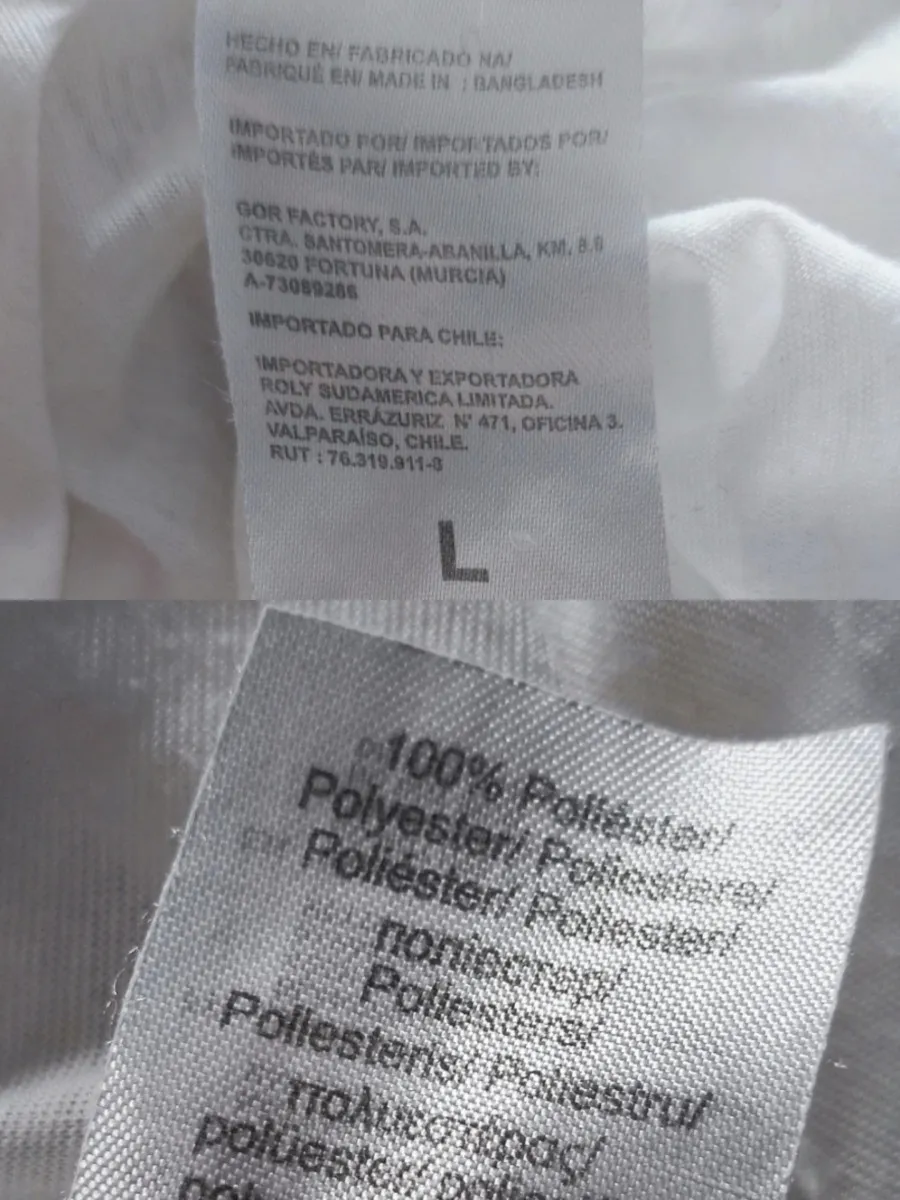 HECHO EN/ FABRICADO NA/
FABRIQUÉ EN/ MADE IN : BANGLADESH
IMPORTADO POR/ IMPORTADOS POR/
IMPORTÉS PAR/ IMPORTED BY:
GOR FACTORY, S.A.
CTRA. SANTOMERA-ABANILLA, KM. 8.8
30620 FORTUNA (MURCIA)
A-73089286
IMPORTADO PARA CHILE:
IMPORTADORA Y EXPORTADORA
ROLY SUDAMERICA LIMITADA.
AVDA. ERRÁZURIZ N° 471, OFICINA 3.
VALPARAÍSO, CHILE.
RUT : 76.319.911-8
L
100% Poliéster/
Polyester/ Poliestere/
Poliéster/ Poliester/
полиестер/
Poliesters/
Poliesteris/ Poliestru/
πολυεστέρας/
polüester/